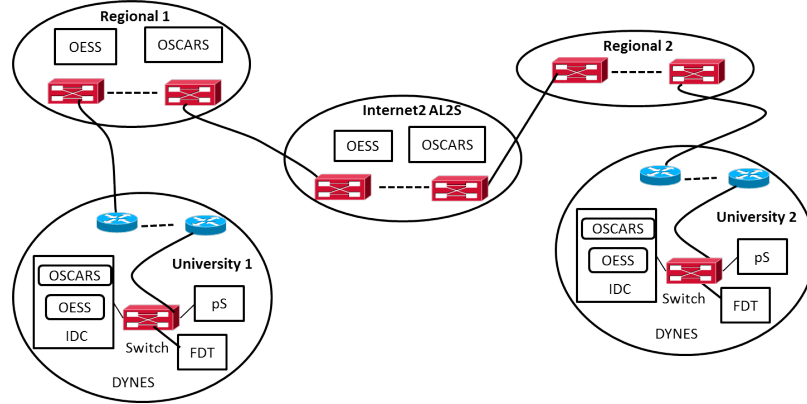 Regional 1
OESS
OSCARS
Regional 2
Internet2 AL2S
OESS
OSCARS
University 1
OSCARS
OESS
IDC
pS
Switch
FDT
DYNES
University 2
OSCARS
OESS
IDC
pS
Switch
FDT
DYNES